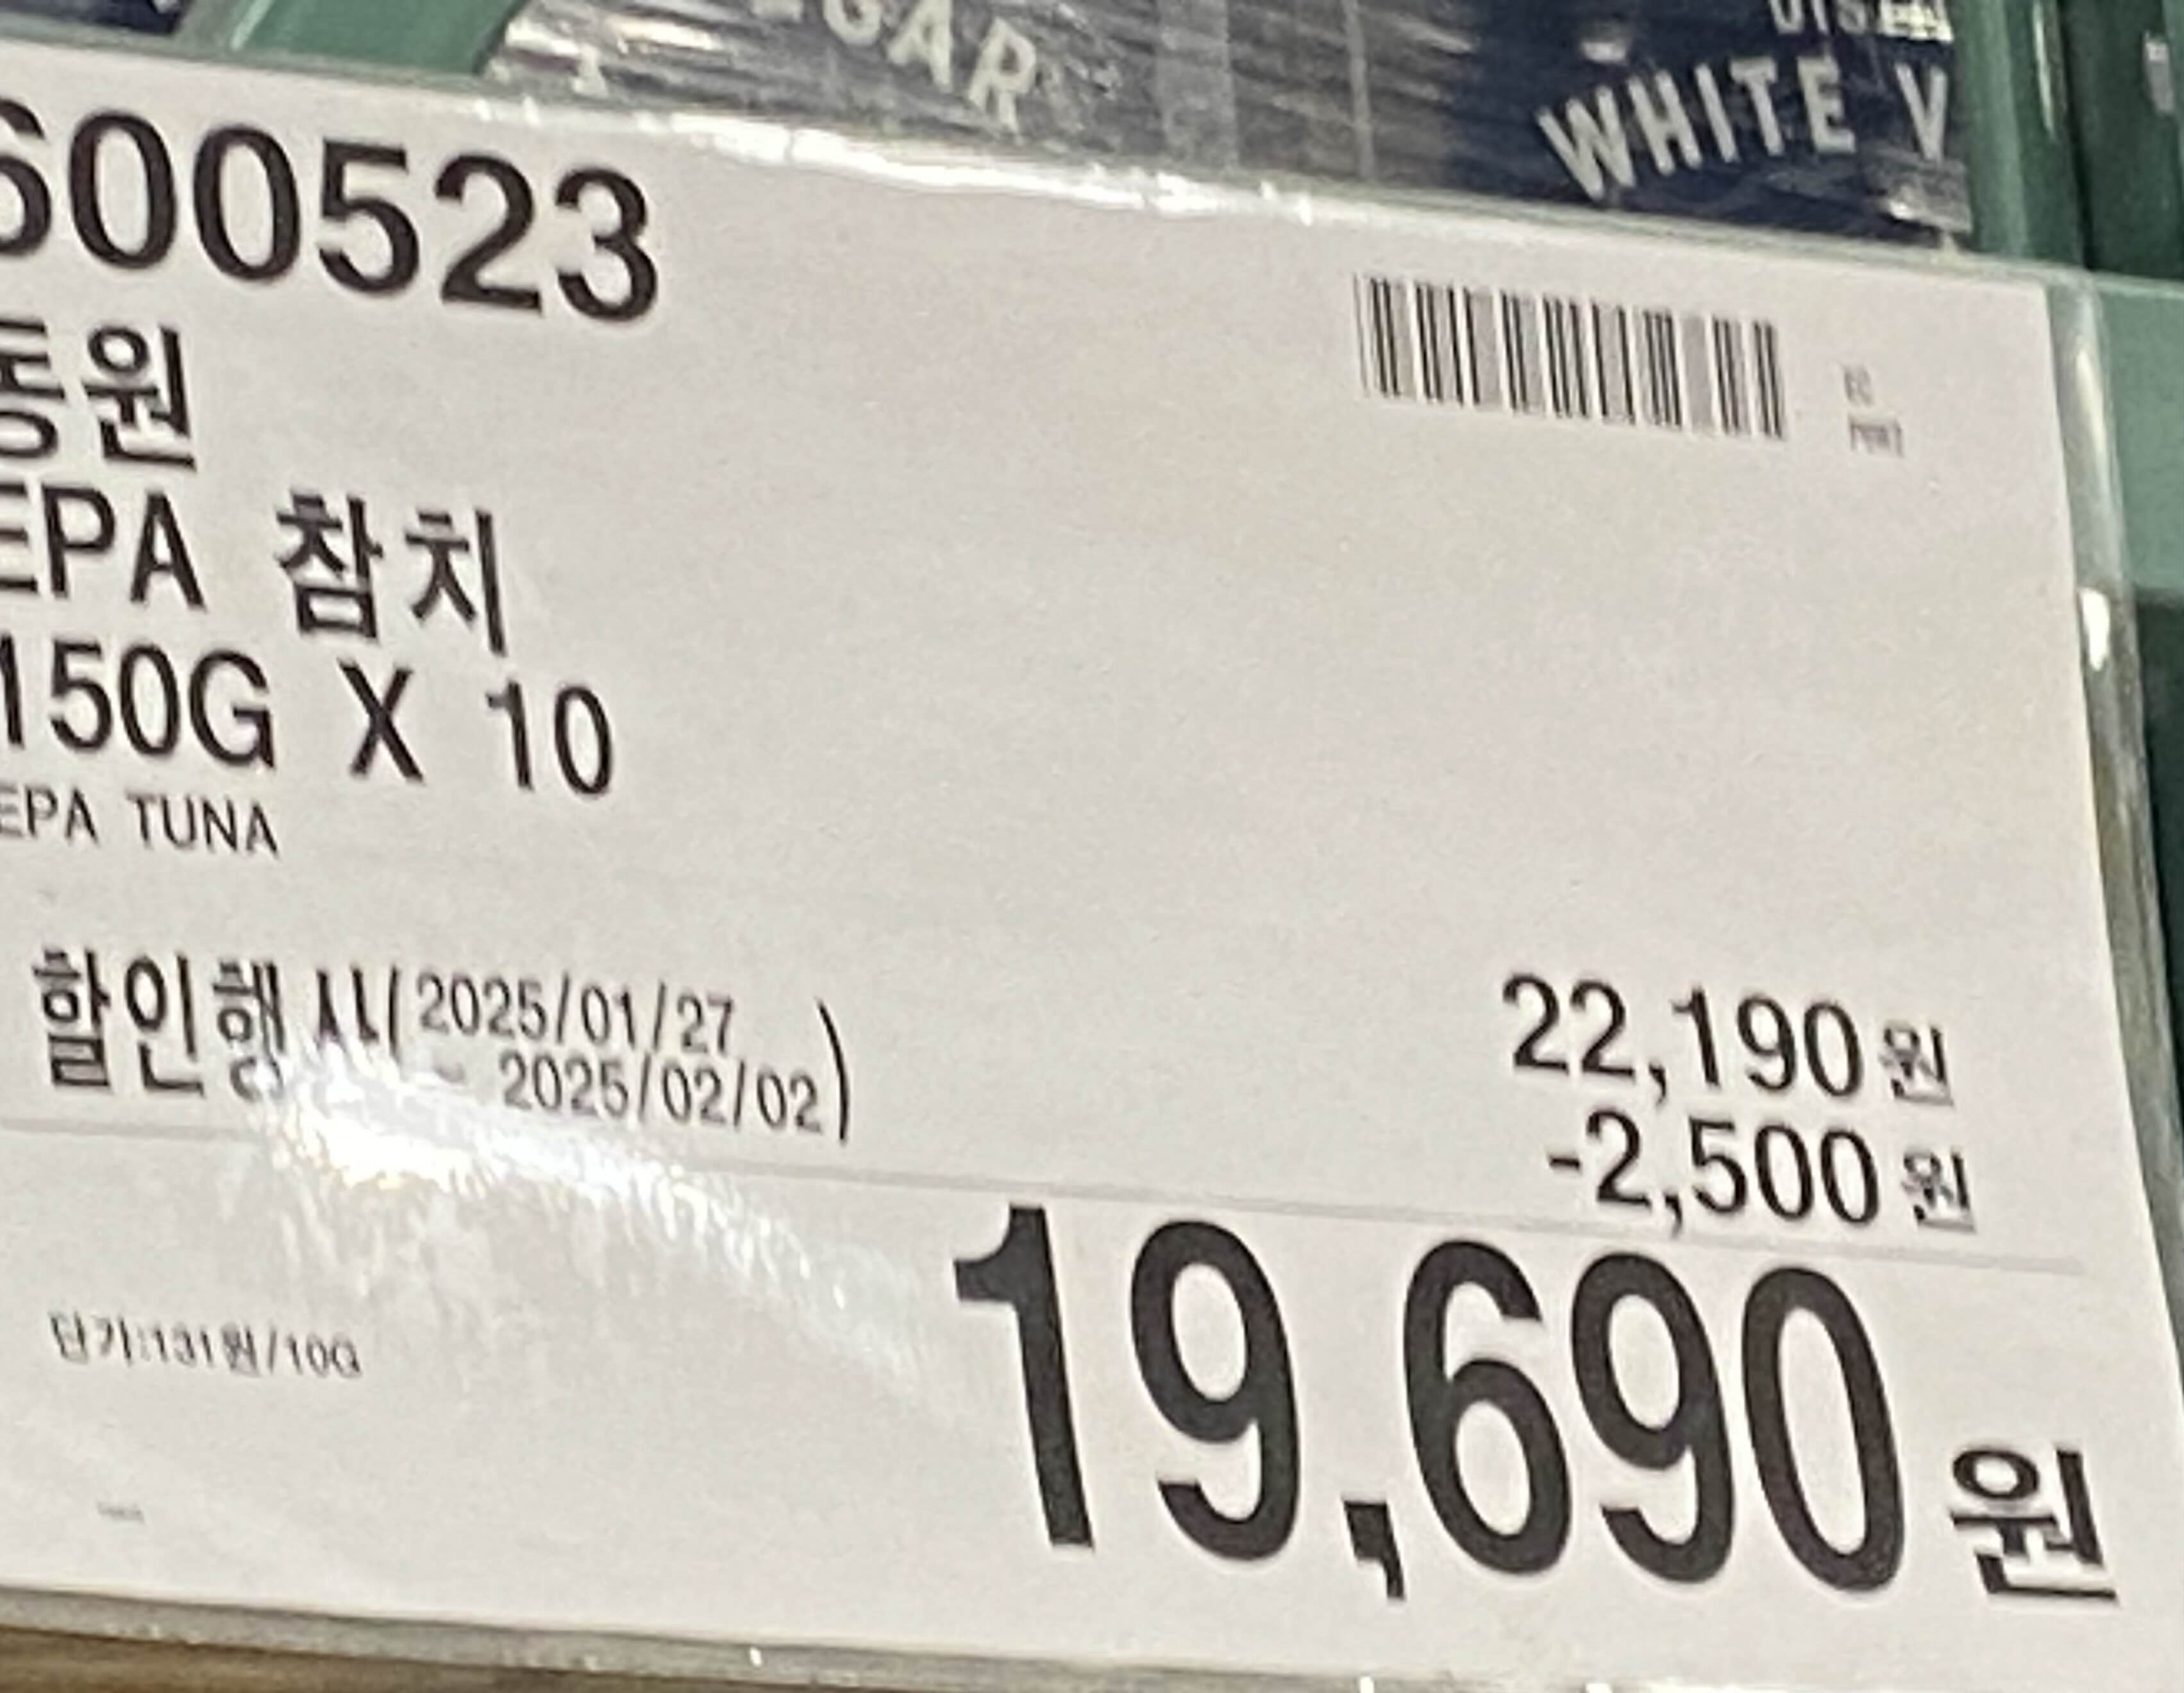 GAR
WHITE V
600523
동원
EPA 참치
150G X 10
EPA TUNA
할인행사(2025/01/27
- 2025/02/02)
22,190원
-2,500원
19,690원
단가:131원/10G